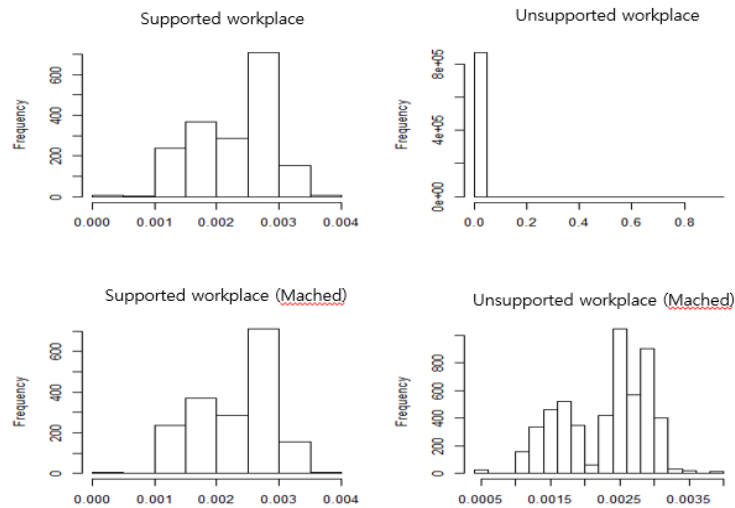 Supported workplace
Frequency
0 200 400 600
0.000 0.001 0.002 0.003 0.004
Unsupported workplace
Frequency
0e+00 4e+05 8e+05
0.0 0.2 0.4 0.6 0.8
Supported workplace (Mached)
Frequency
0 200 400 600
0.000 0.001 0.002 0.003 0.004
Unsupported workplace (Mached)
Frequency
0 200 400 600 800
0.0005 0.0015 0.0025 0.0035